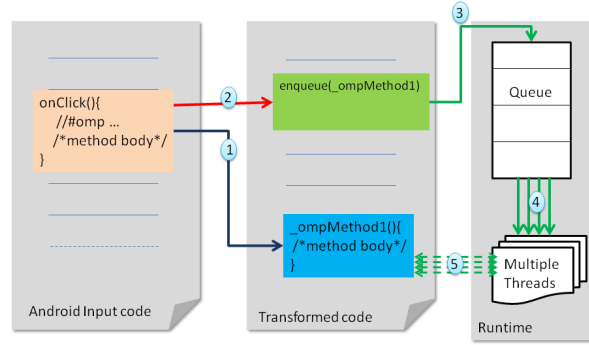 3
onClick(){
//#omp ...
/*method body*/
}
2
1
enqueue(_ompMethod1)
Queue
4
_ompMethod1(){
/*method body*/
}
5
Multiple
Threads
Android Input code
Transformed code
Runtime